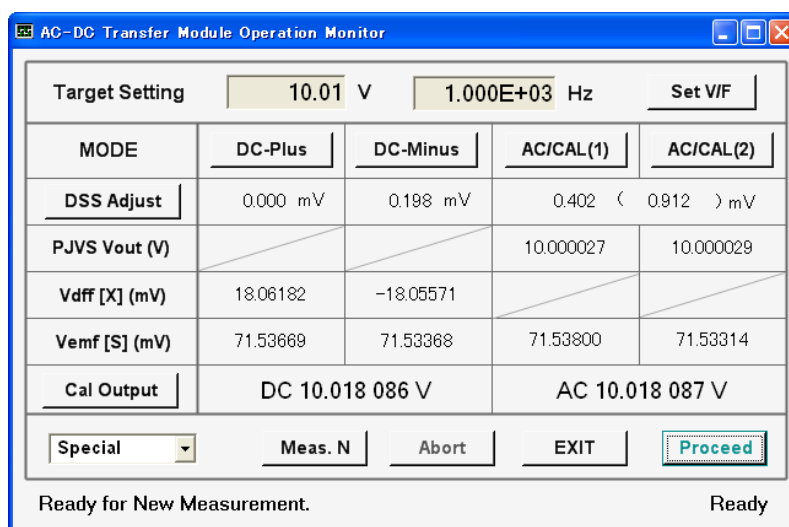 AC-DC Transfer Module Operation Monitor
Target Setting 10.01 V 1.000E+03 Hz Set V/F
MODE DC-Plus DC-Minus AC/CAL(1) AC/CAL(2)
DSS Adjust 0.000 mV 0.198 mV 0.402 ( 0.912 ) mV
PJVS Vout (V) 10.000027 10.000029
Vdff [X] (mV) 18.06182 -18.05571
Vemf [S] (mV) 71.53669 71.53368 71.53800 71.53314
Cal Output DC 10.018 086 V AC 10.018 087 V
Special Meas. N Abort EXIT Proceed
Ready for New Measurement. Ready